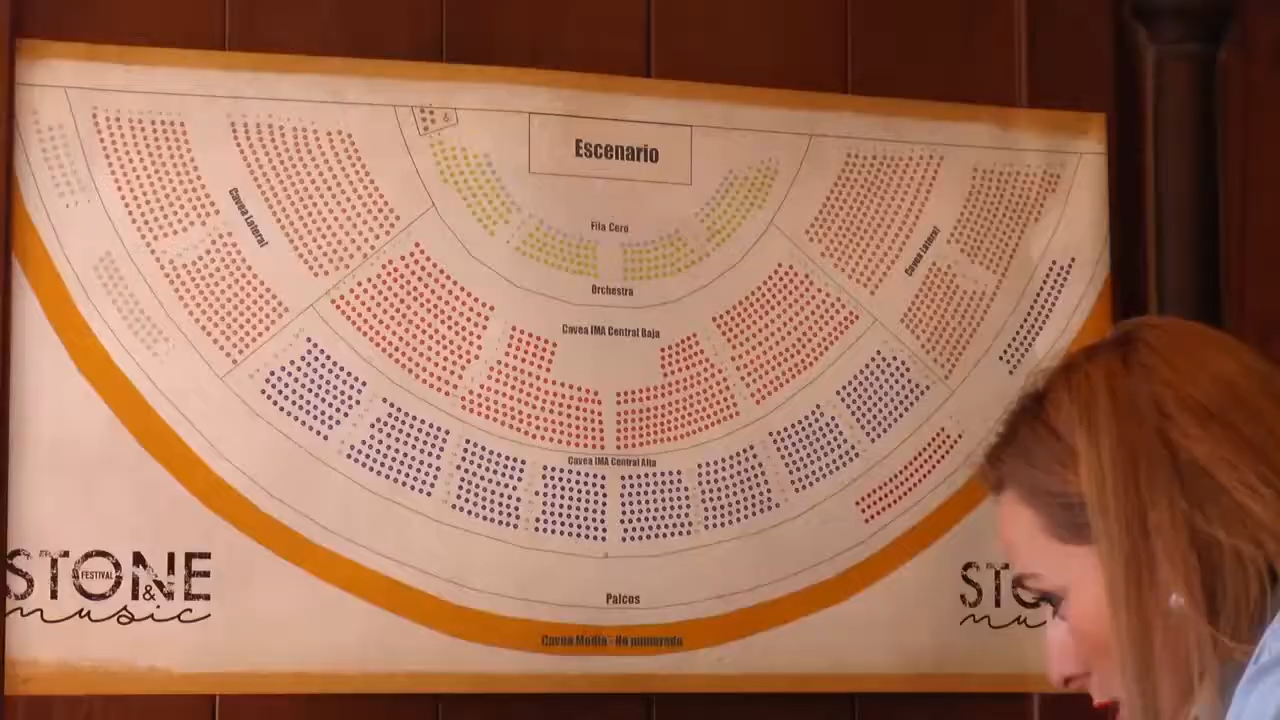 Escenario
Fila Cero
Orchestra
Cavea Lateral
Cavea Lateral
Cavea IMA Central Baja
Cavea IMA Central Alta
Palcos
Cavea Media - No numerado
STONE
FESTIVAL
&
music
STO
mu